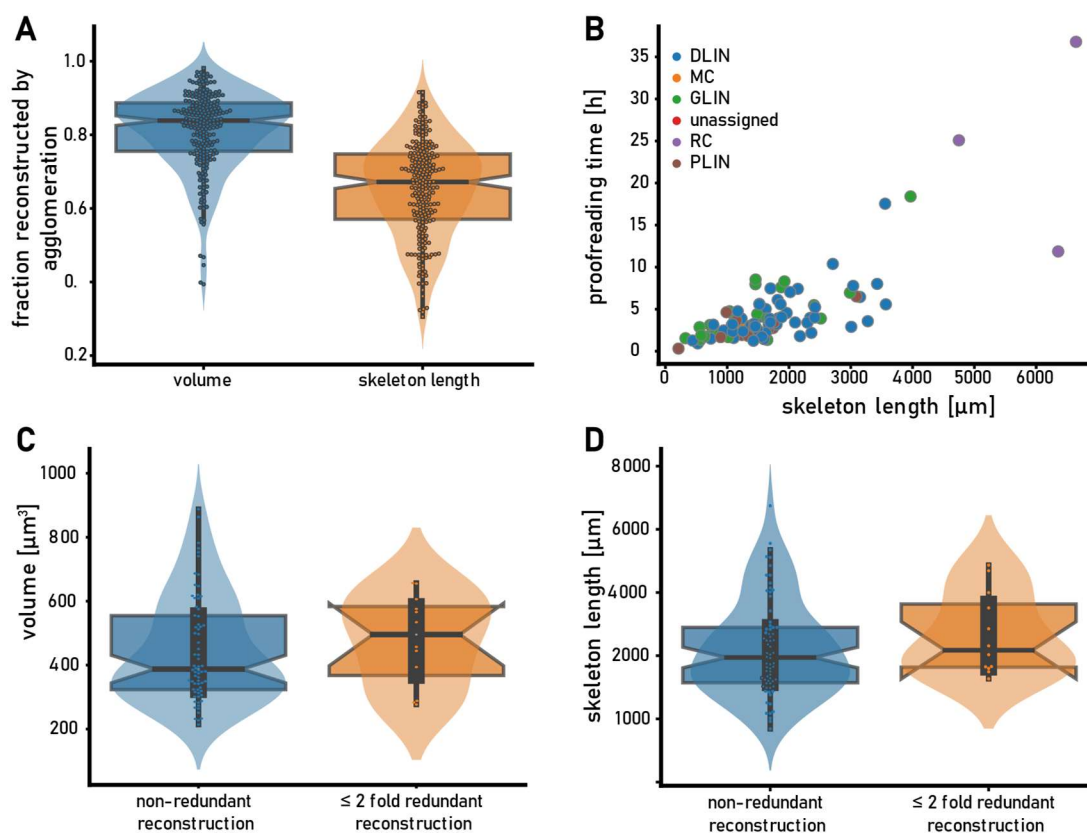 A
fraction reconstructed by
agglomeration
1.0
0.8
0.6
0.
0.2
volume
skeleton length
B
proofreading time [h]
35
30
25
20
15
10
5
0
DLIN
MC
GLIN
unassigned
RC
PLIN
0
1000
2000
3000
4000
5000
6000
skeleton length [µm]
C
volume [µm³]
1000
800
600
400
200
non-redundant
reconstruction
≤ 2 fold redundant
reconstruction
D
skeleton length [µm]
8000
6000
4000
2000
1000
non-redundant
reconstruction
≤ 2 fold redundant
reconstruction